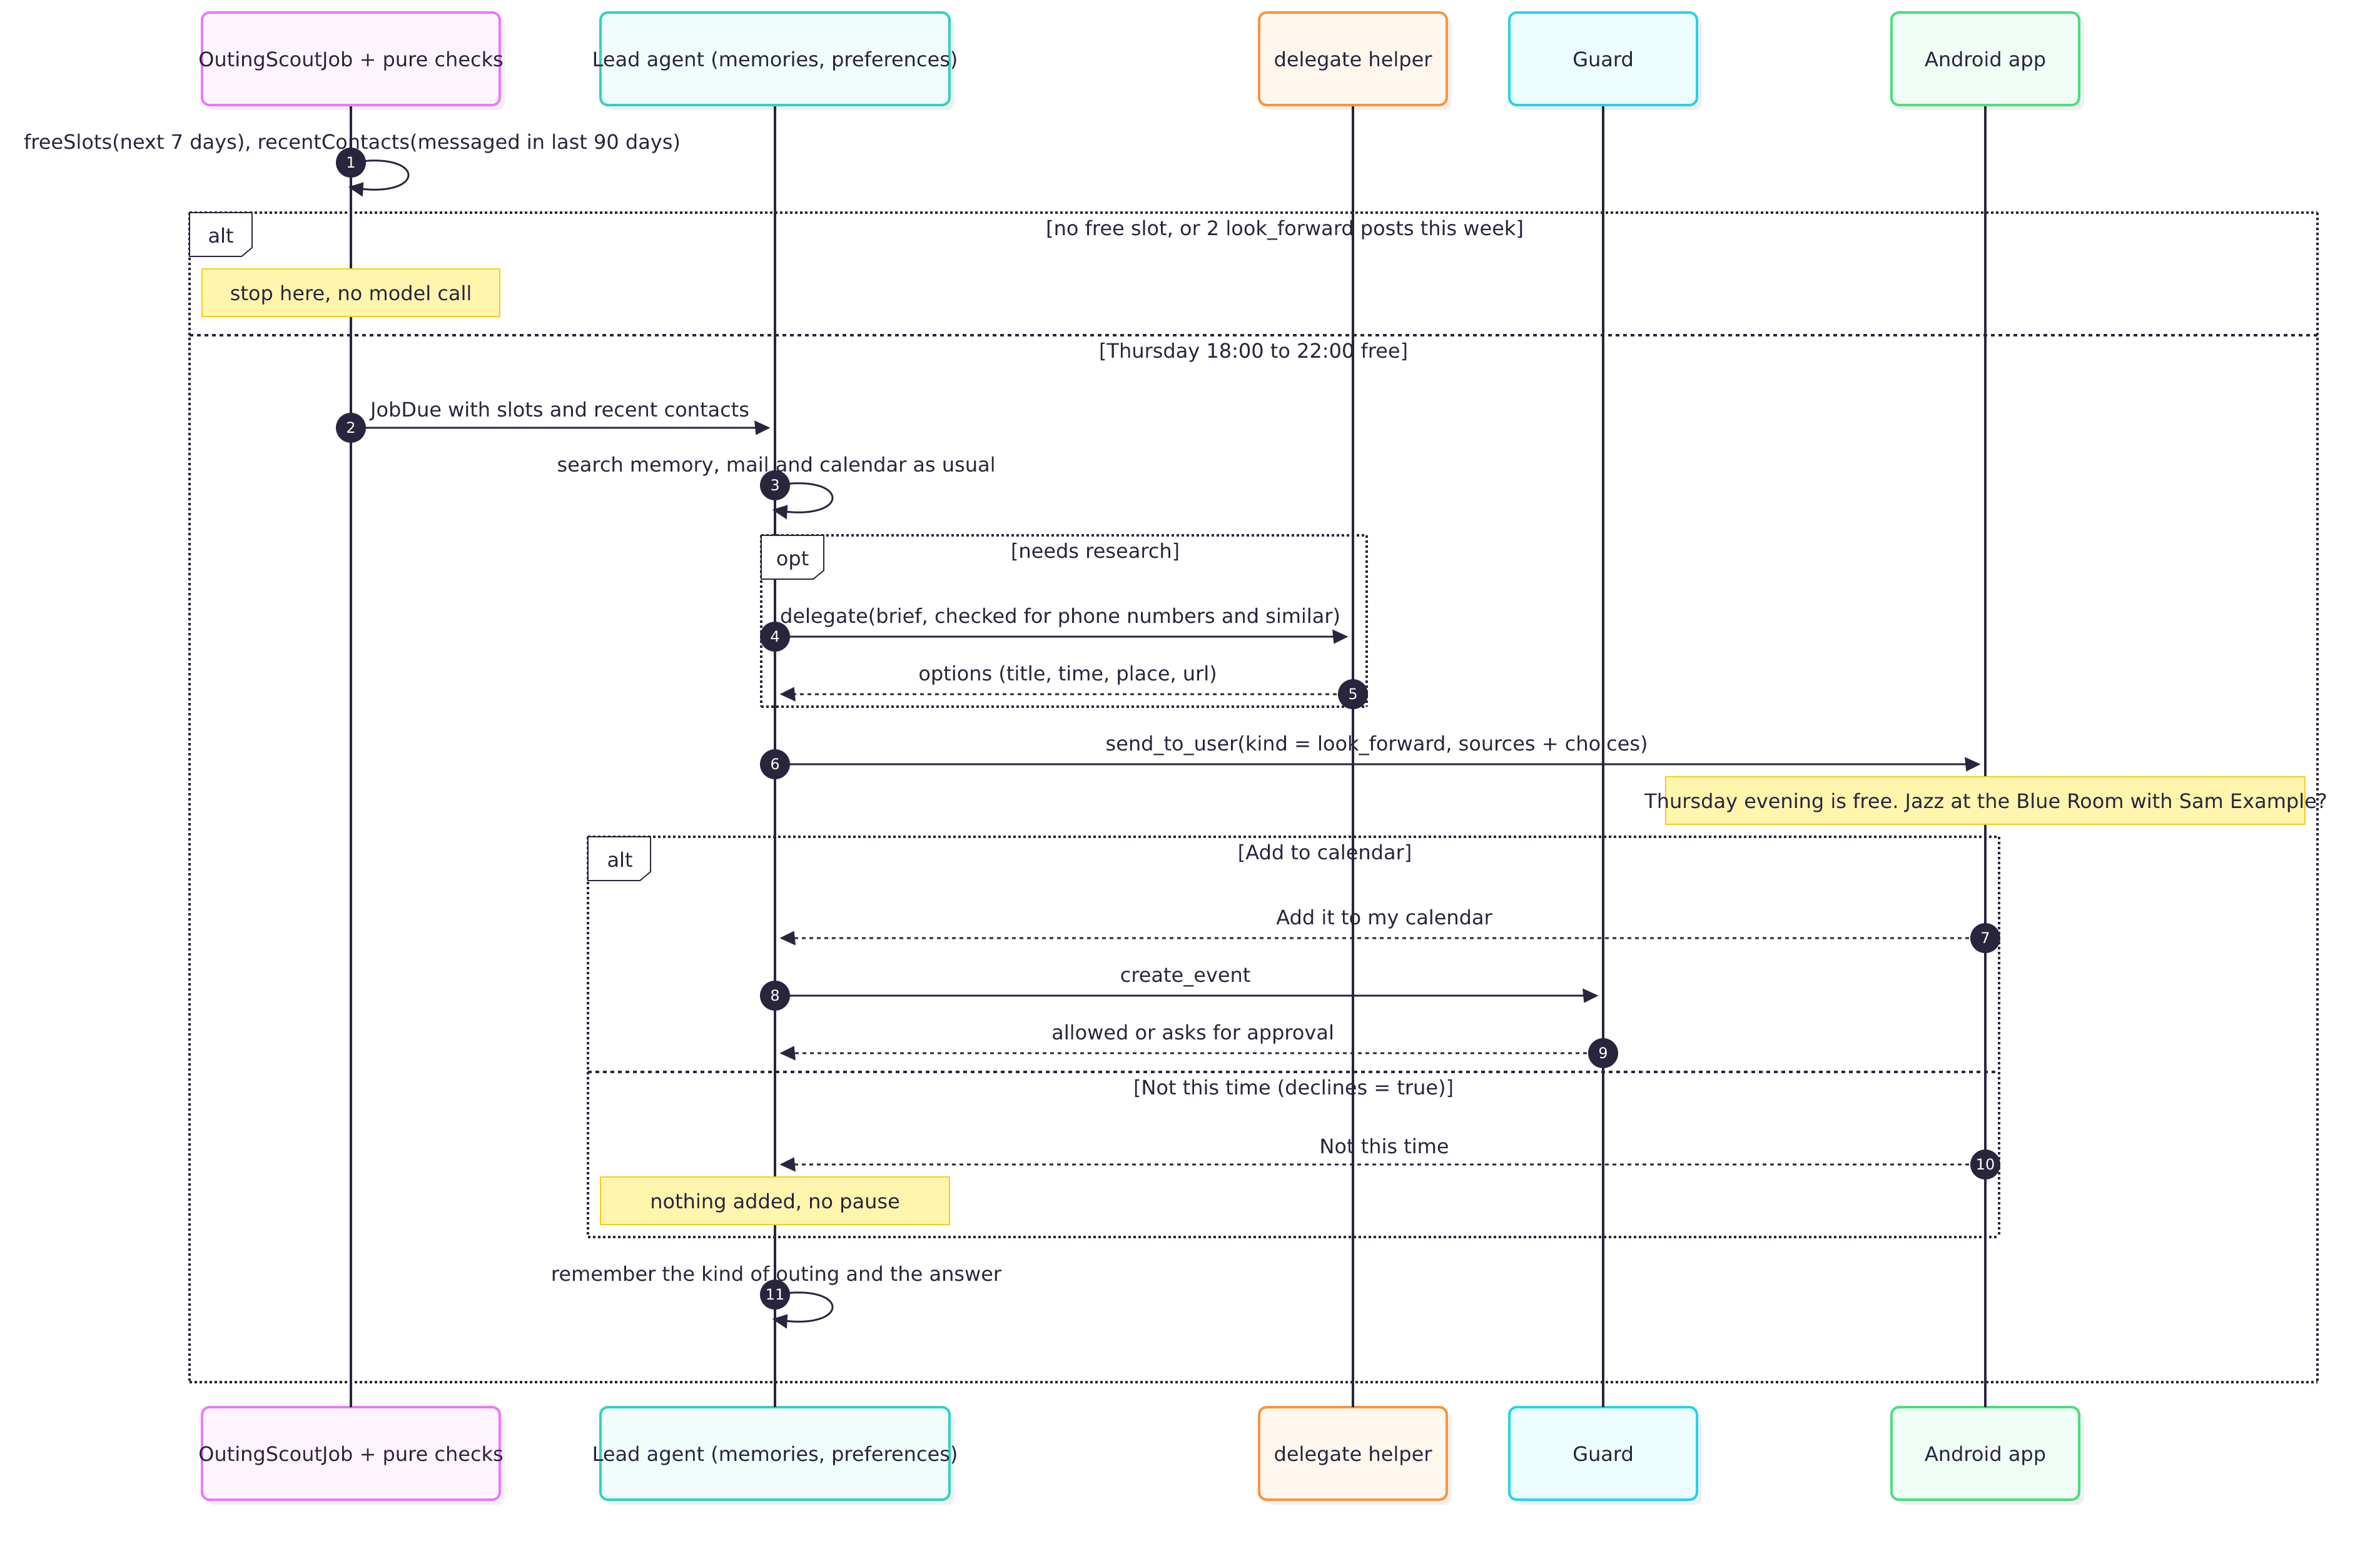 OutingScoutJob + pure checks
Lead agent (memories, preferences)
delegate helper
Guard
Android app
freeSlots(next 7 days), recentContacts(messaged in last 90 days)
1
alt
[no free slot, or 2 look_forward posts this week]
stop here, no model call
[Thursday 18:00 to 22:00 free]
JobDue with slots and recent contacts
2
search memory, mail and calendar as usual
3
opt
[needs research]
delegate(brief, checked for phone numbers and similar)
4
options (title, time, place, url)
5
send_to_user(kind = look_forward, sources + choices)
6
Thursday evening is free. Jazz at the Blue Room with Sam Example?
alt
[Add to calendar]
Add it to my calendar
7
create_event
8
allowed or asks for approval
9
[Not this time (declines = true)]
Not this time
10
nothing added, no pause
remember the kind of outing and the answer
11
OutingScoutJob + pure checks
Lead agent (memories, preferences)
delegate helper
Guard
Android app